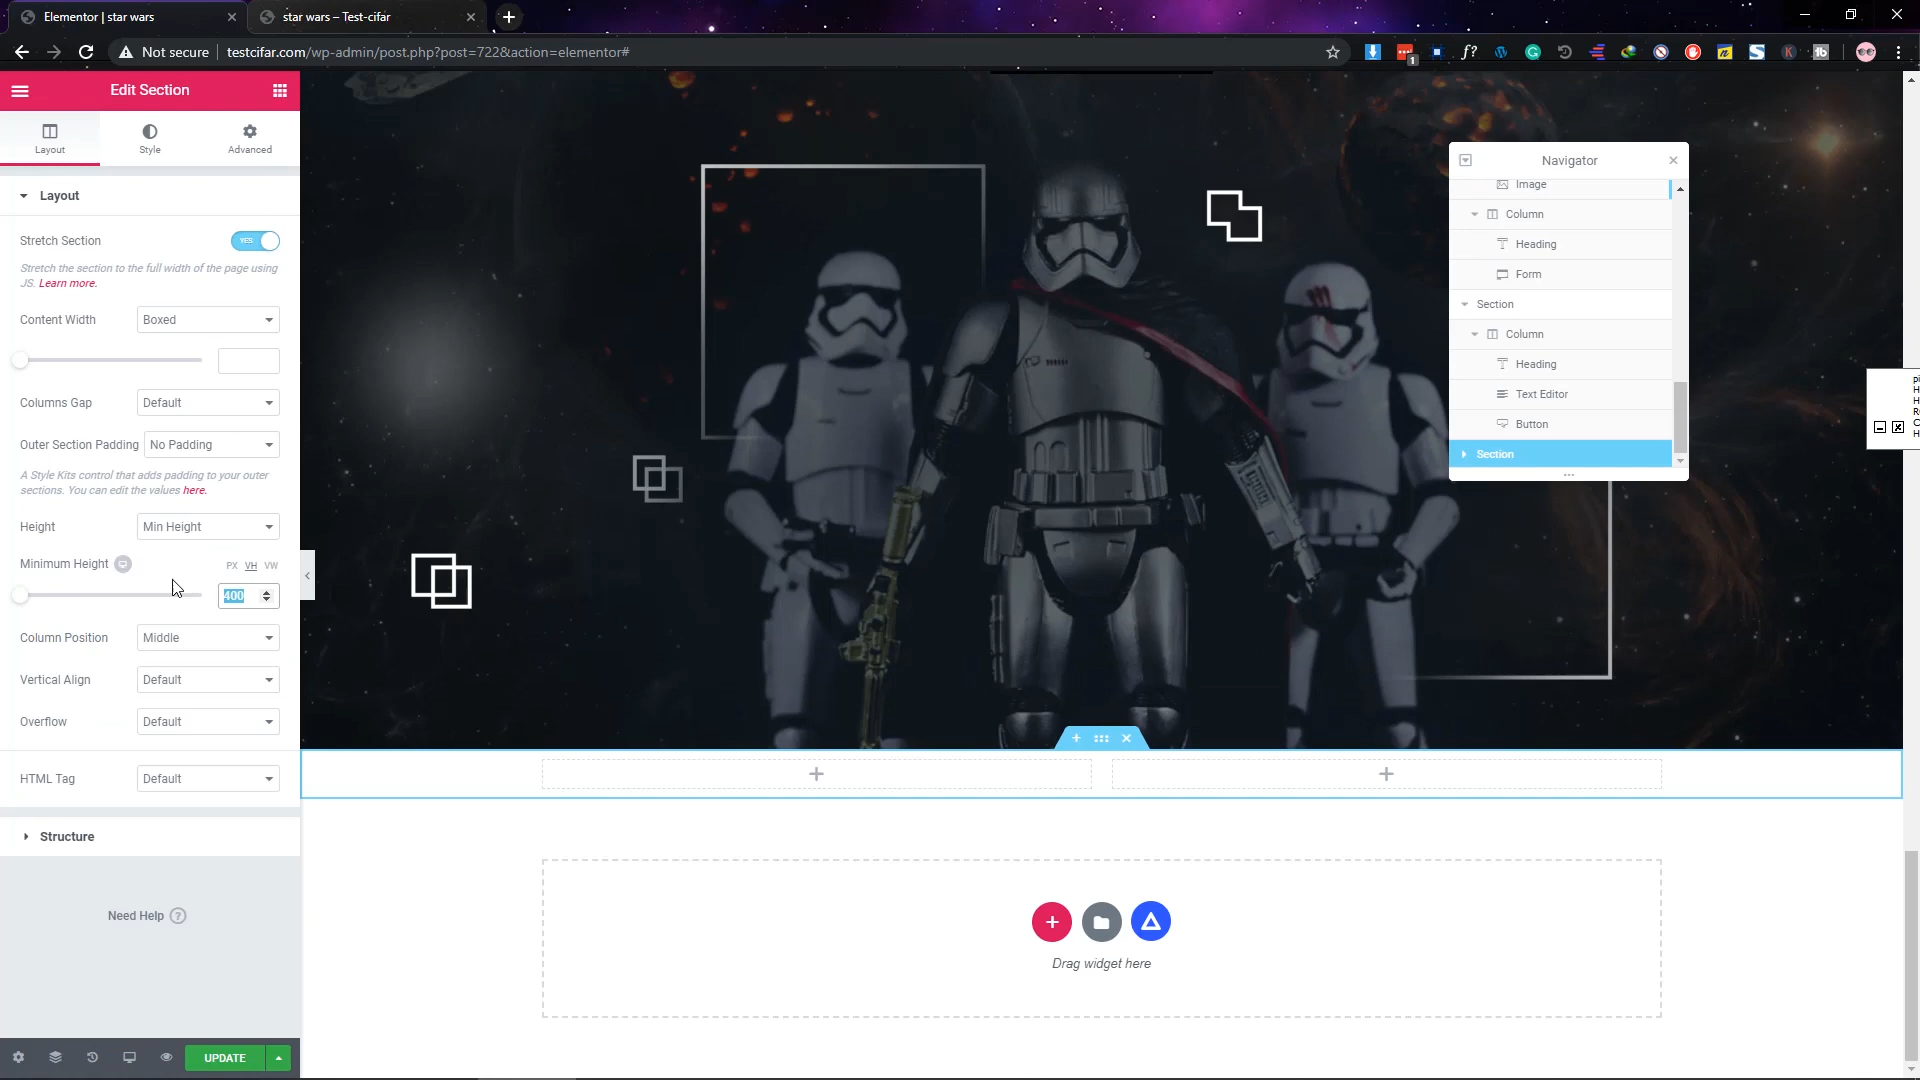 Elementor | star wars
star wars – Test-cifar
Not secure
testcifar.com/wp-admin/post.php?post=722&action=elementor#
Edit Section
Layout
Style
Advanced
Layout
Stretch Section
YES
Stretch the section to the full width of the page using
JS. Learn more.
Content Width
Boxed
Columns Gap
Default
Outer Section Padding
No Padding
A Style Kits control that adds padding to your outer
sections. You can edit the values here.
Height
Min Height
Minimum Height
PX VH VW
400
Column Position
Middle
Vertical Align
Default
Overflow
Default
HTML Tag
Default
Structure
Need Help
UPDATE
Navigator
Image
Column
Heading
Form
Section
Column
Heading
Text Editor
Button
Section
Drag widget here